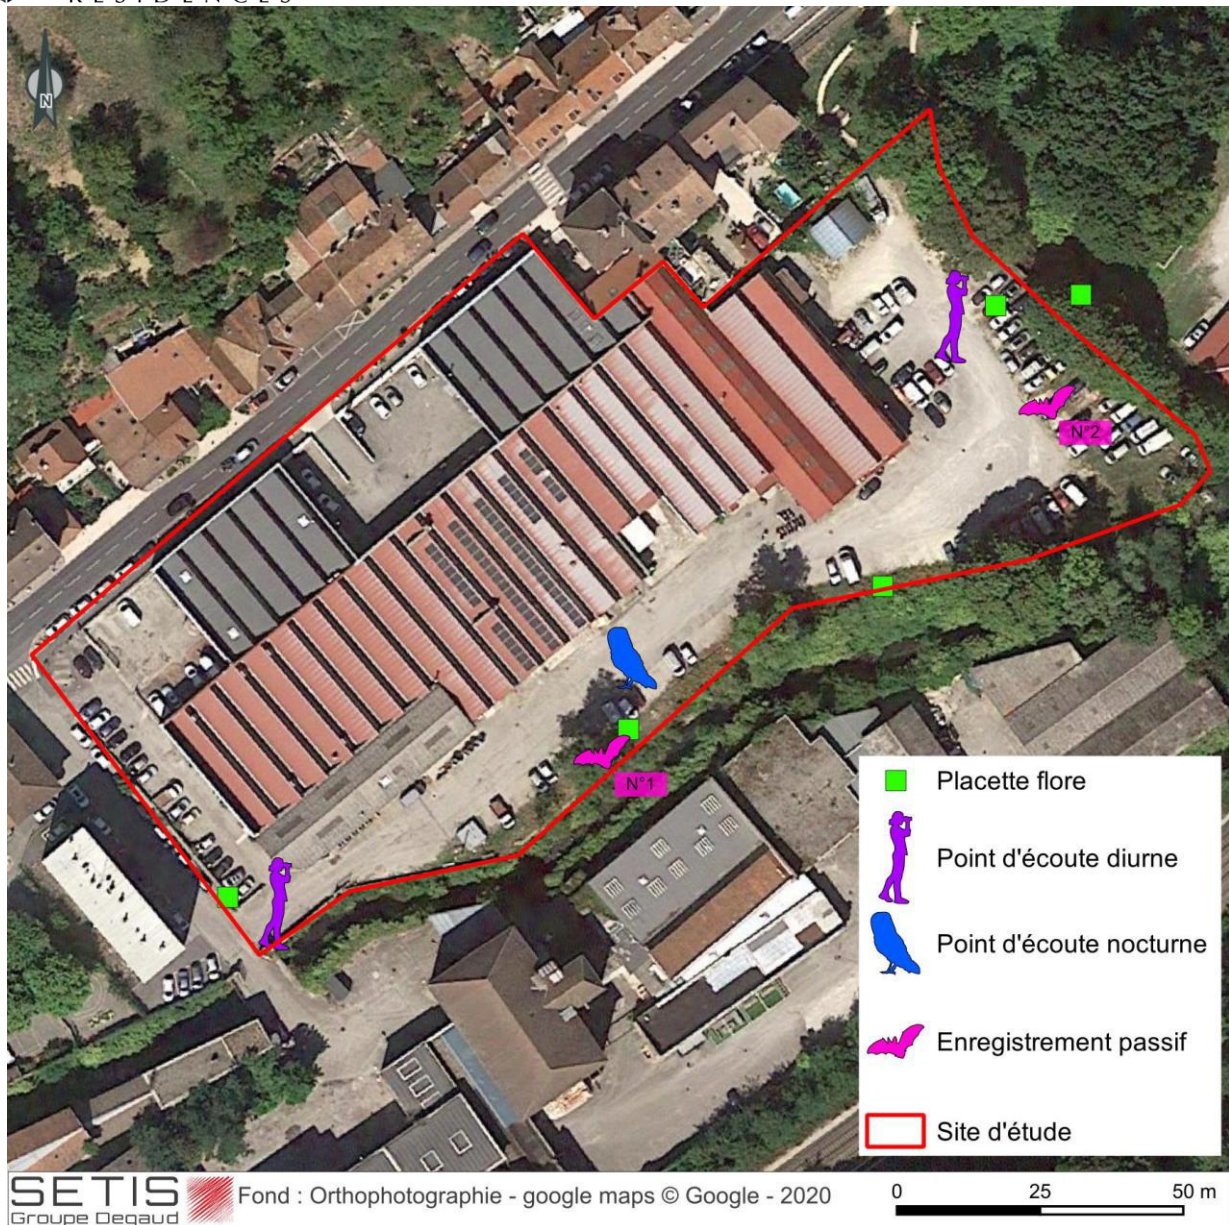 RESIDENCES
N
N°2
N°1
Placette flore
Point d'écoute diurne
Point d'écoute nocturne
Enregistrement passif
Site d'étude
SETIS
Groupe Degaud
Fond : Orthophotographie - google maps © Google - 2020
0 25 50 m